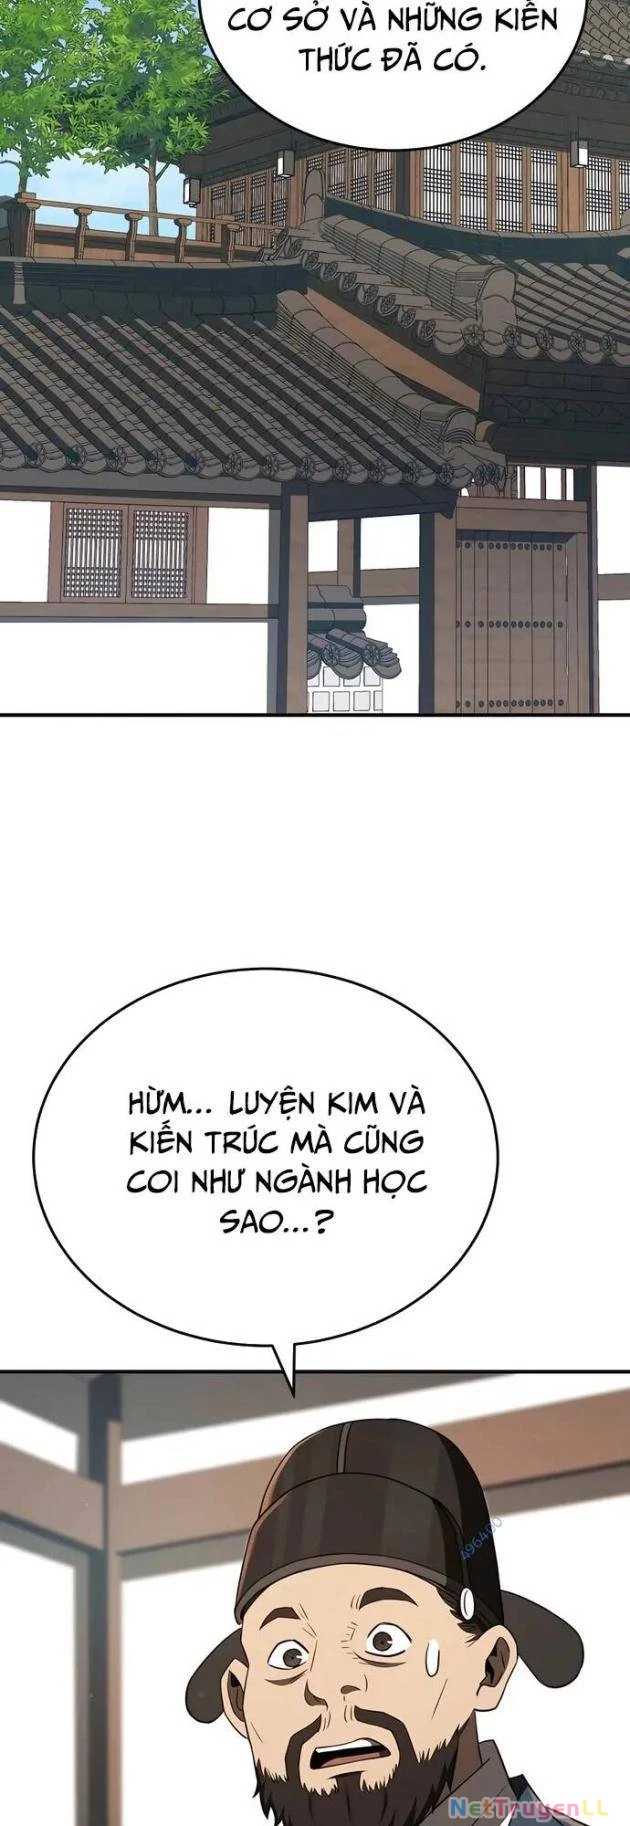 CƠ SỞ VÀ NHỮNG KIẾN
THỨC ĐÃ CÓ.
HỪM... LUYỆN KIM VÀ
KIẾN TRÚC MÀ CŨNG
COI NHƯ NGÀNH HỌC
SAO...?
496480
NetTruyenLL